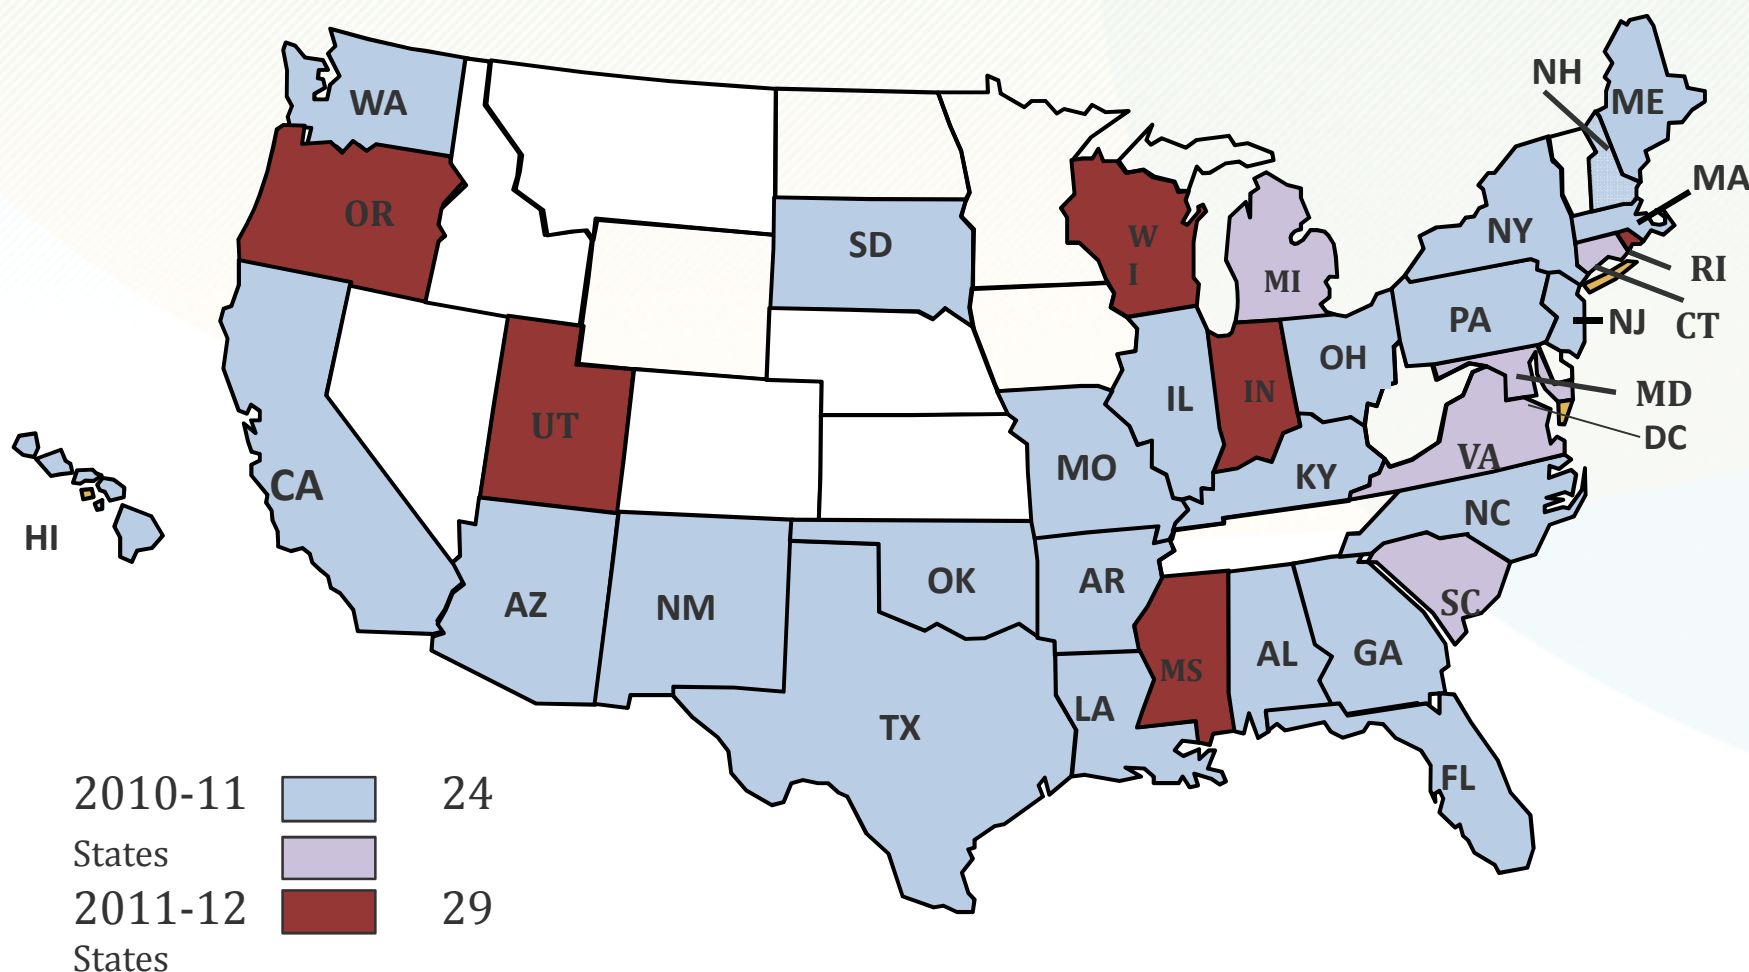 NH
WA
ME
MA
OR
NY
W
I
SD
RI
MI
PA
NJ
CT
OH
IN
IL
MD
UT
DC
VA
MO
KY
CA
NC
HI
OK
AR
AZ
NM
SC
MS
AL
GA
LA
TX
FL
2010-11 24
States
2011-12 29
States